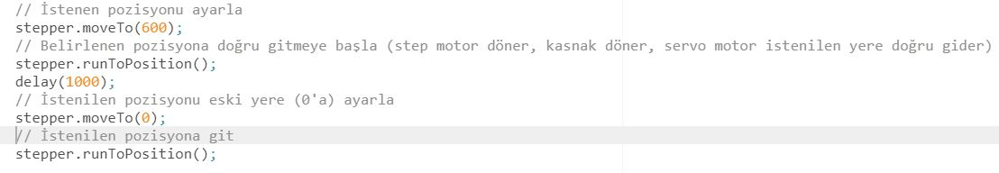 // İstenen pozisyonu ayarla
stepper.moveTo(600);
// Belirlenen pozisyona doğru gitmeye başla (step motor döner, kasnak döner, servo motor istenilen yere doğru gider)
stepper.runToPosition();
delay(1000);
// İstenilen pozisyonu eski yere (0'a) ayarla
stepper.moveTo(0);
// İstenilen pozisyona git
stepper.runToPosition();